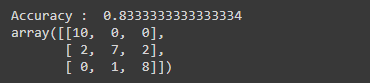 Accuracy :  0.8333333333333334
array([[10,  0,  0],
       [ 2,  7,  2],
       [ 0,  1,  8]])